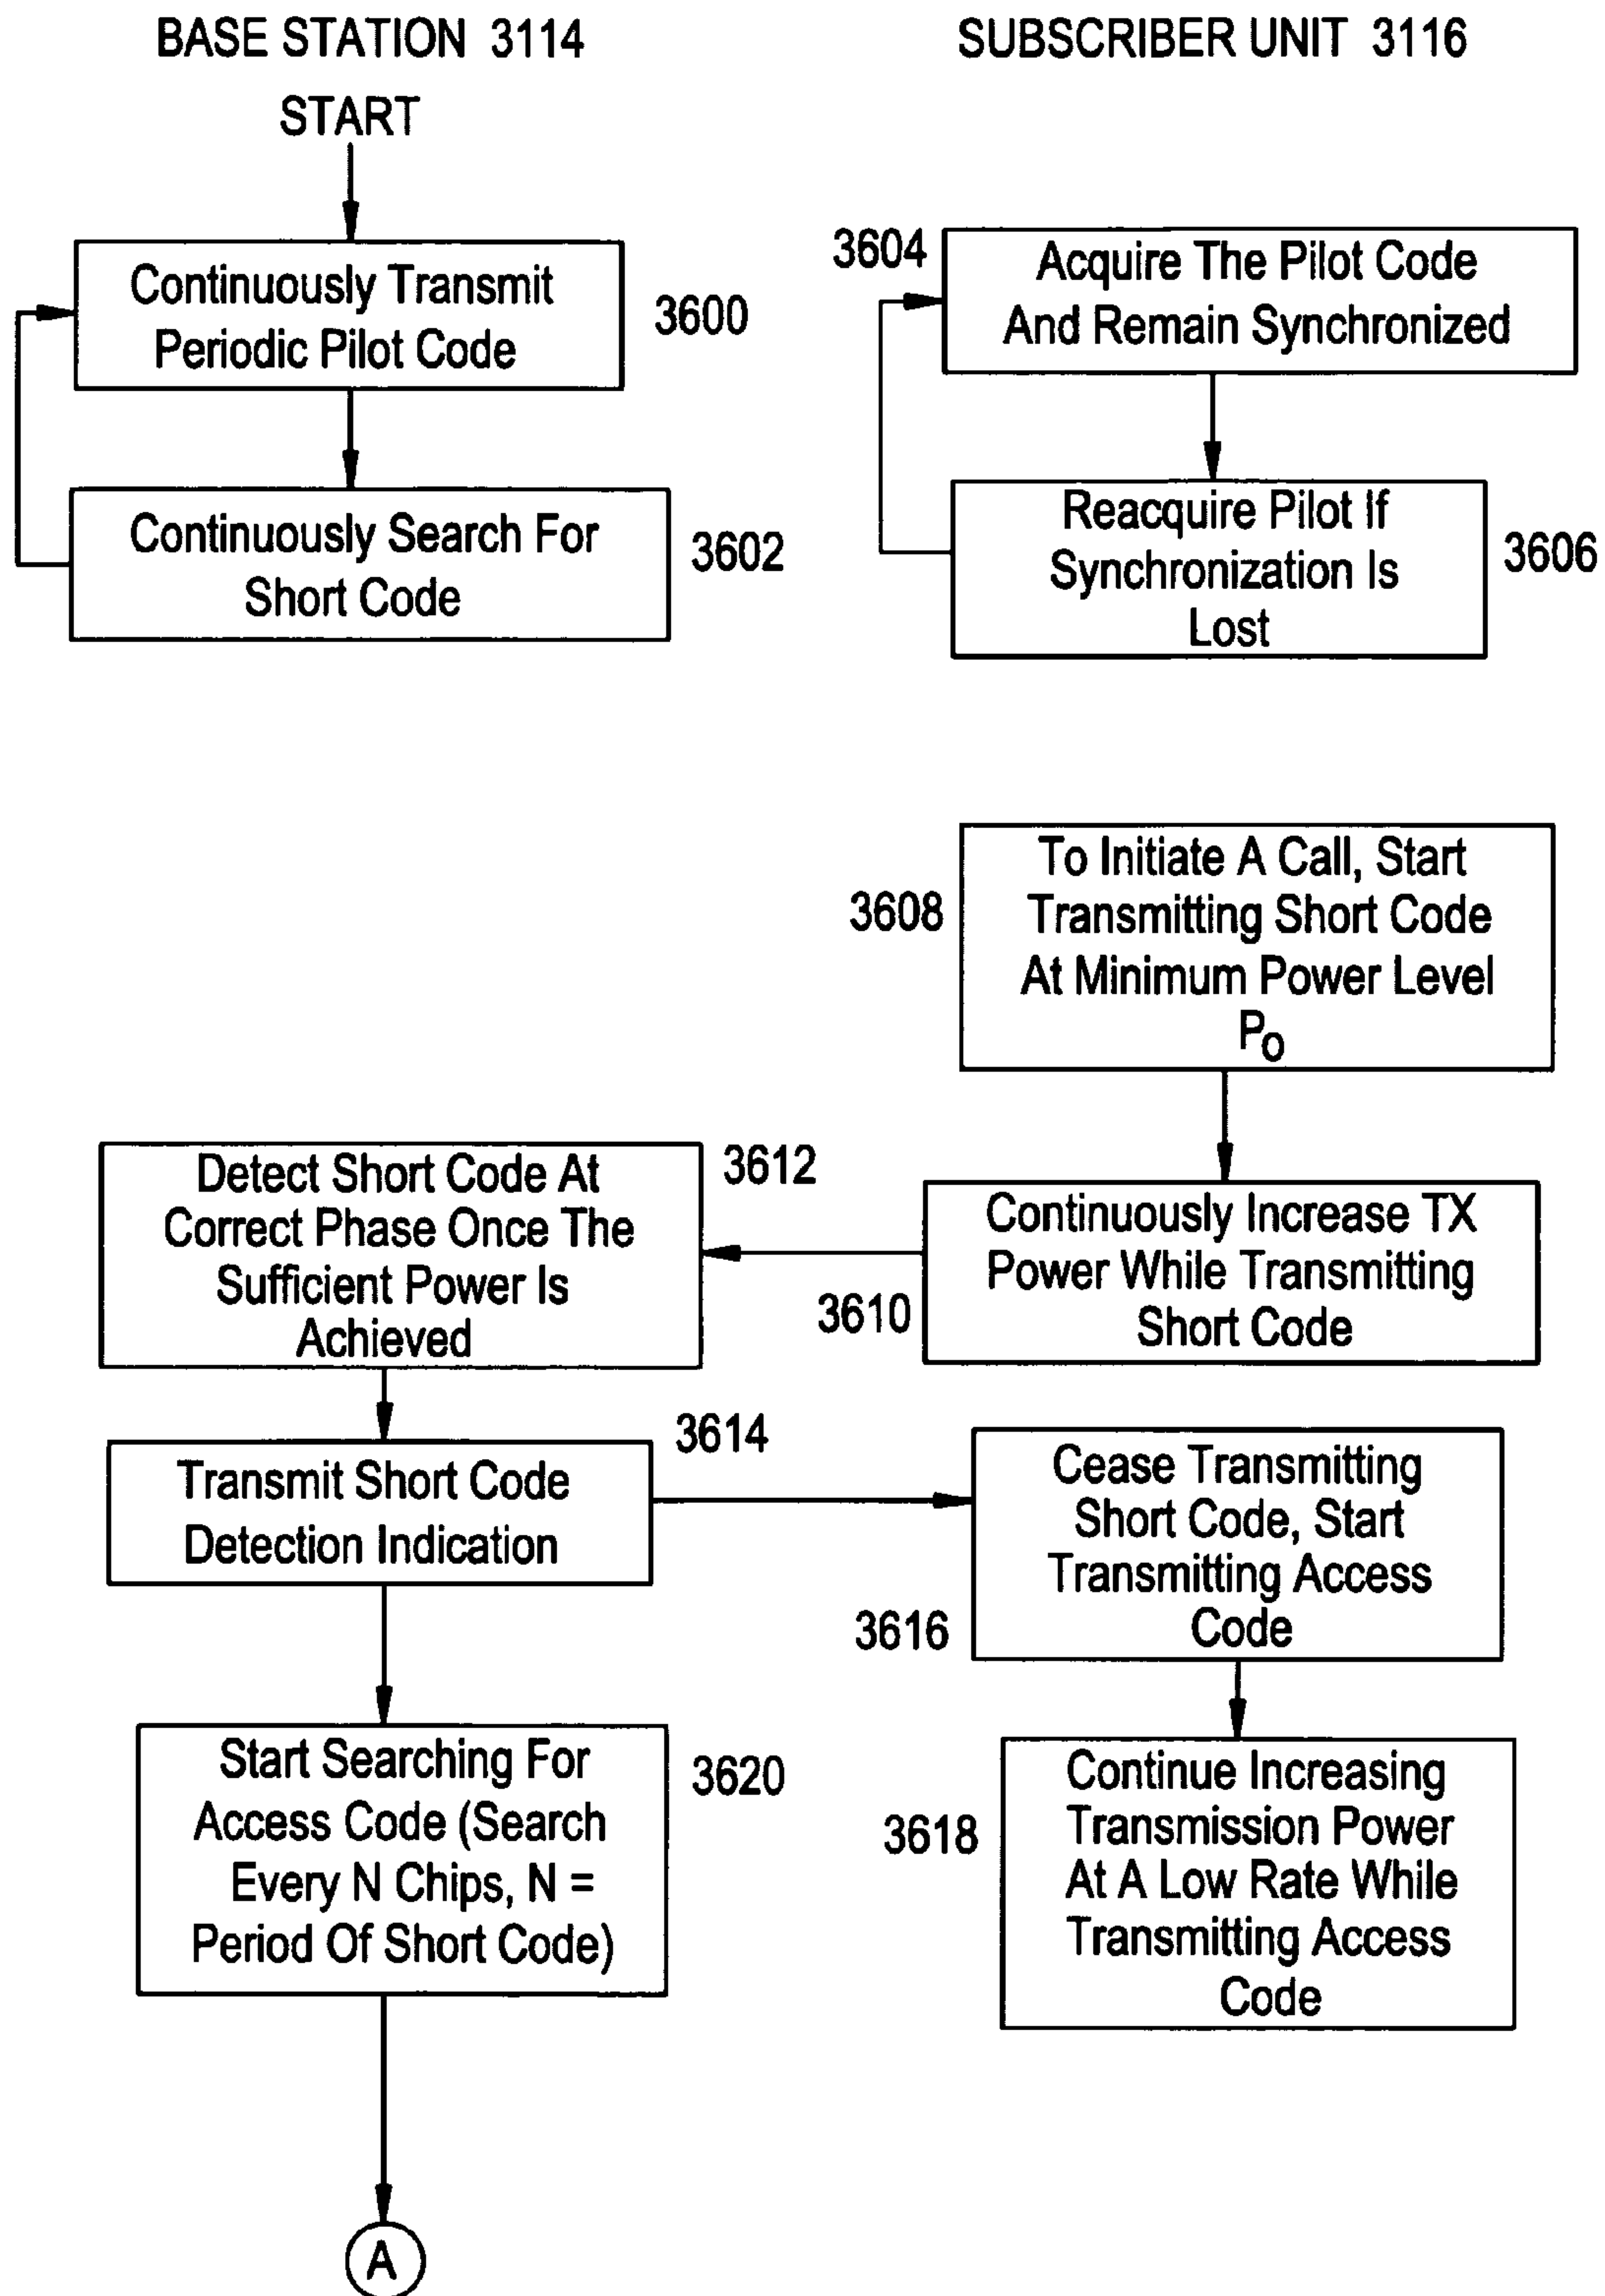 BASE STATION 3114
SUBSCRIBER UNIT 3116
START
Continuously Transmit
Periodic Pilot Code
3600
3604
Acquire The Pilot Code
And Remain Synchronized
Continuously Search For
Short Code
3602
Reacquire Pilot If
Synchronization Is
Lost
3606
3608
To Initiate A Call, Start
Transmitting Short Code
At Minimum Power Level
Po
Detect Short Code At
Correct Phase Once The
Sufficient Power Is
Achieved
3612
Continuously Increase TX
Power While Transmitting
Short Code
3610
Transmit Short Code
Detection Indication
3614
Cease Transmitting
Short Code, Start
Transmitting Access
Code
3616
Start Searching For
Access Code (Search
Every N Chips, N =
Period Of Short Code)
3620
3618
Continue Increasing
Transmission Power
At A Low Rate While
Transmitting Access
Code
A